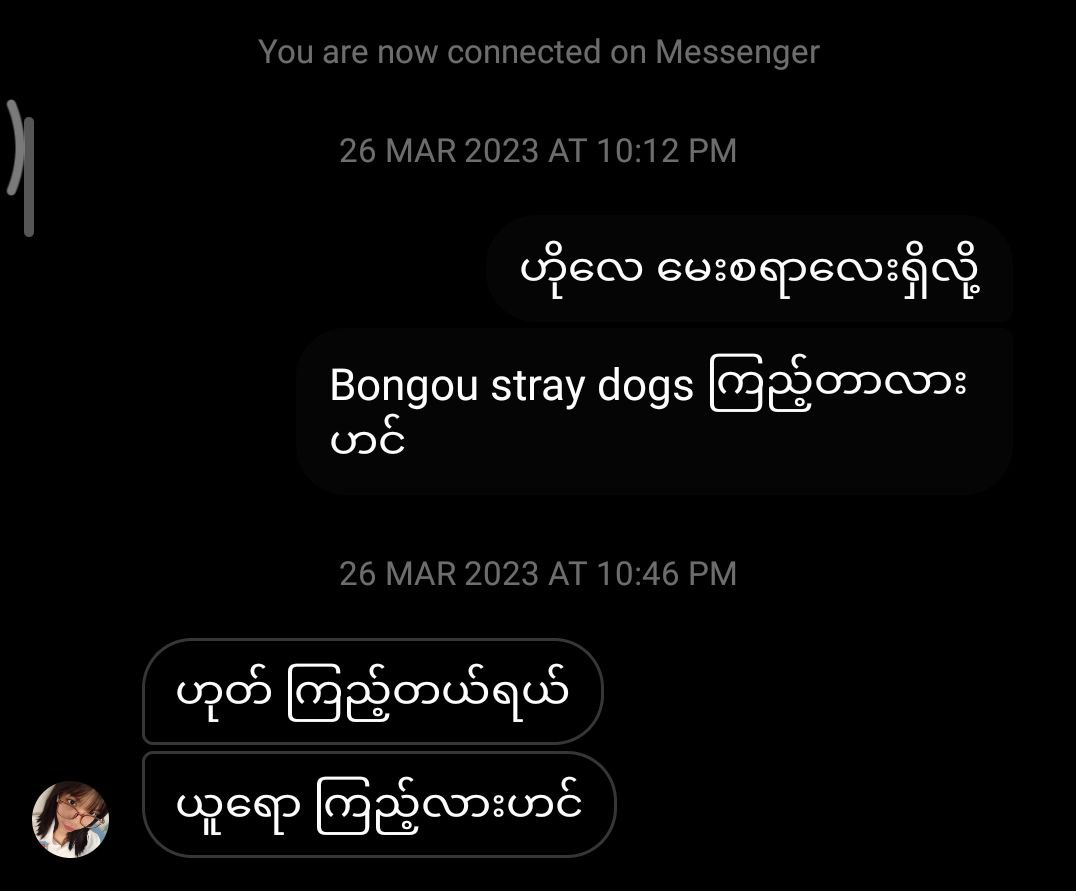 You are now connected on Messenger
26 MAR 2023 AT 10:12 PM
ဟိုလေ မေးစရာလေးရှိလို့
Bongou stray dogs ကြည့်တာလား
ဟင်
26 MAR 2023 AT 10:46 PM
ဟုတ် ကြည့်တယ်ရယ်
ယူရော ကြည့်လားဟင်